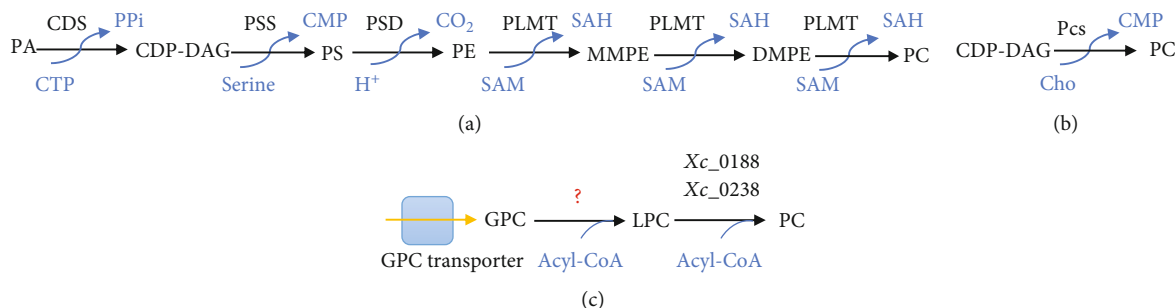 CDS PPi PSS CMP PSD CO₂ PLMT SAH PLMT SAH PLMT SAH
PA CDP-DAG PS PE MMPE DMPE PC
CTP Serine H⁺ SAM SAM SAM
(a)
Pcs CMP
CDP-DAG PC
Cho
(b)
Xc_0188
? Xc_0238
GPC LPC PC
GPC transporter Acyl-CoA Acyl-CoA
(c)